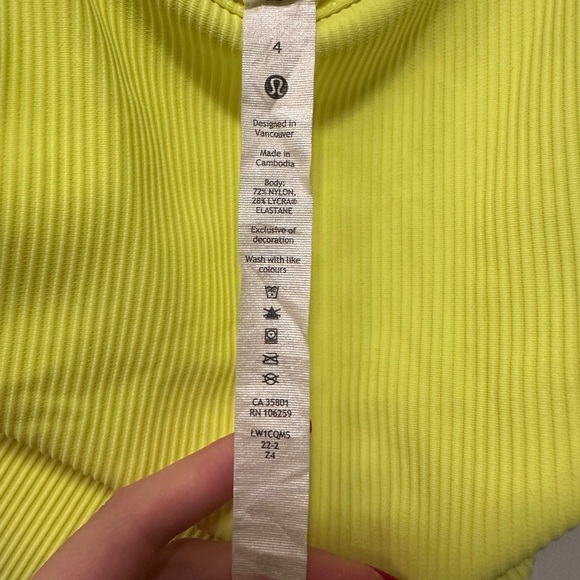 4
Designed in
Vancouver
Made in
Cambodia
Body:
72% NYLON,
28% LYCRA®
ELASTANE
Exclusive of
decoration
Wash with like
colours
CA 35801
RN 106259
LW1CQMS
22-2
Z4